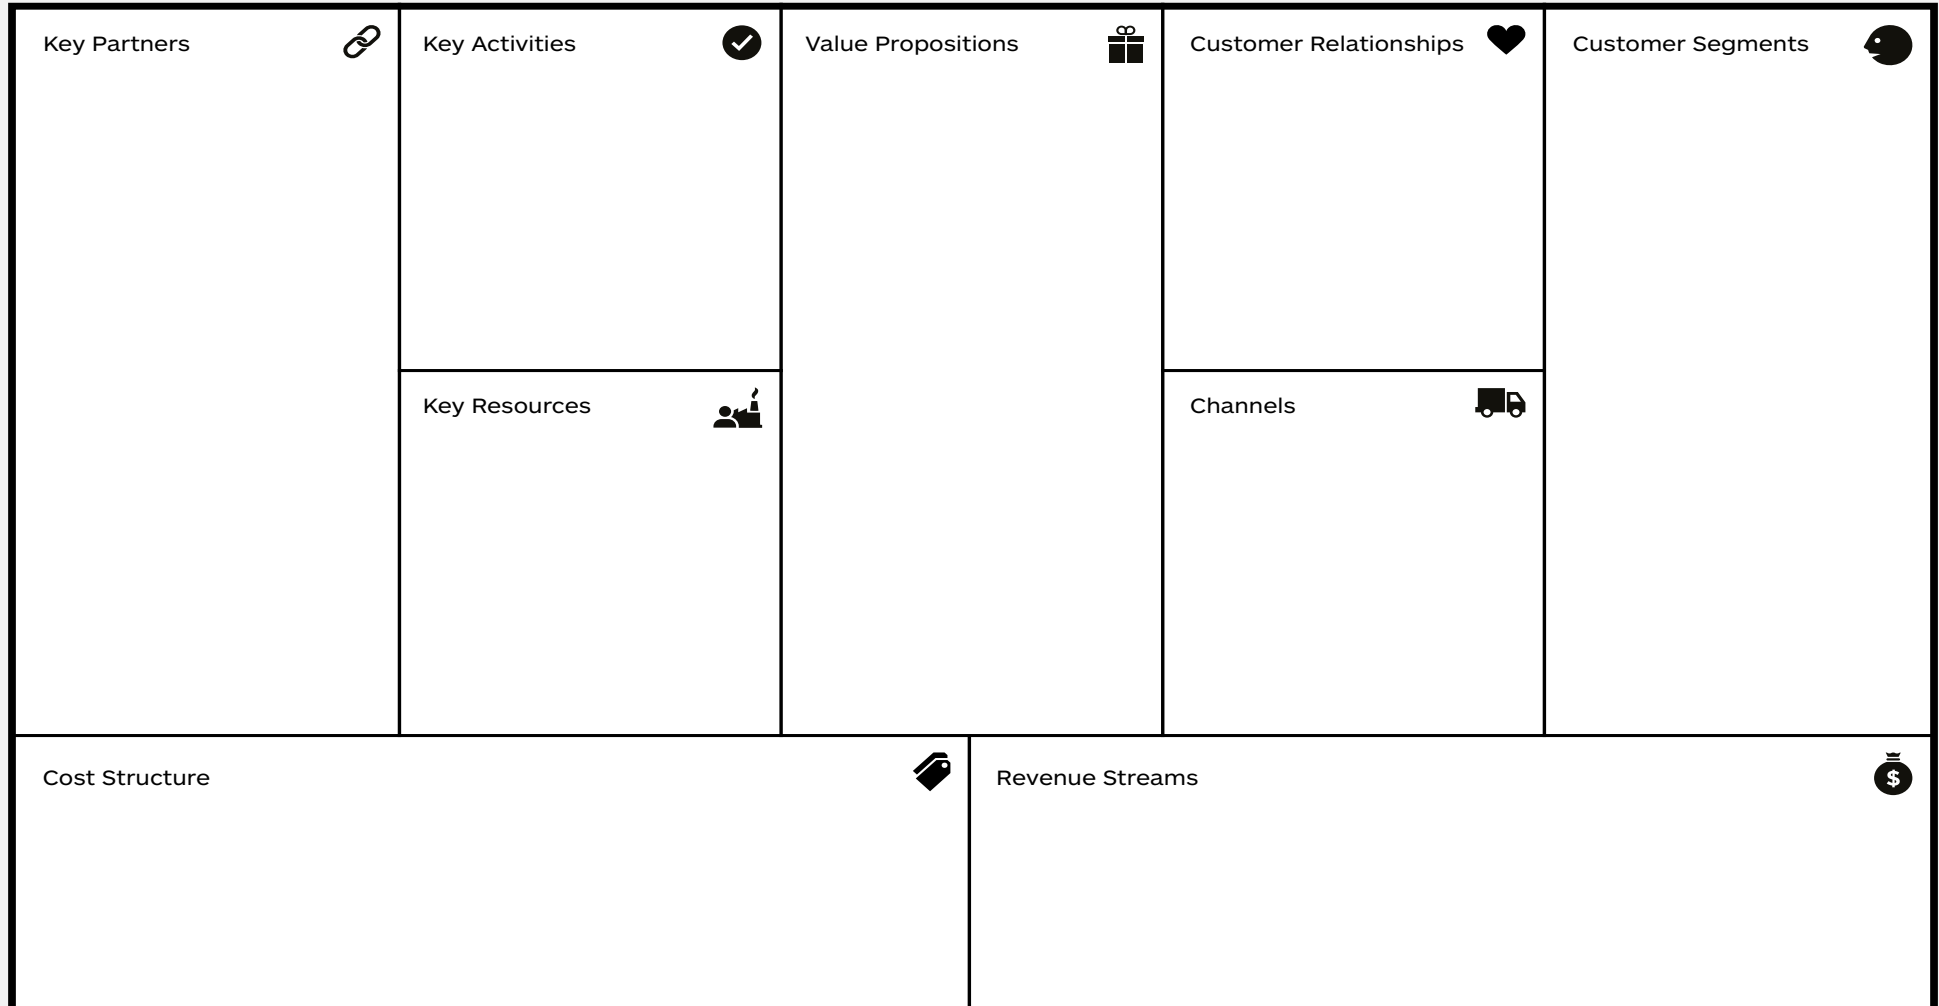 Key Partners
Key Activities
Value Propositions
Customer Relationships
Customer Segments
Key Resources
Channels
Cost Structure
Revenue Streams
$